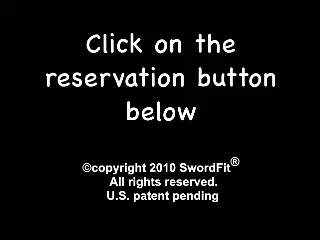 Click on the
reservation button
below
©copyright 2010 SwordFit®
All rights reserved.
U.S. patent pending